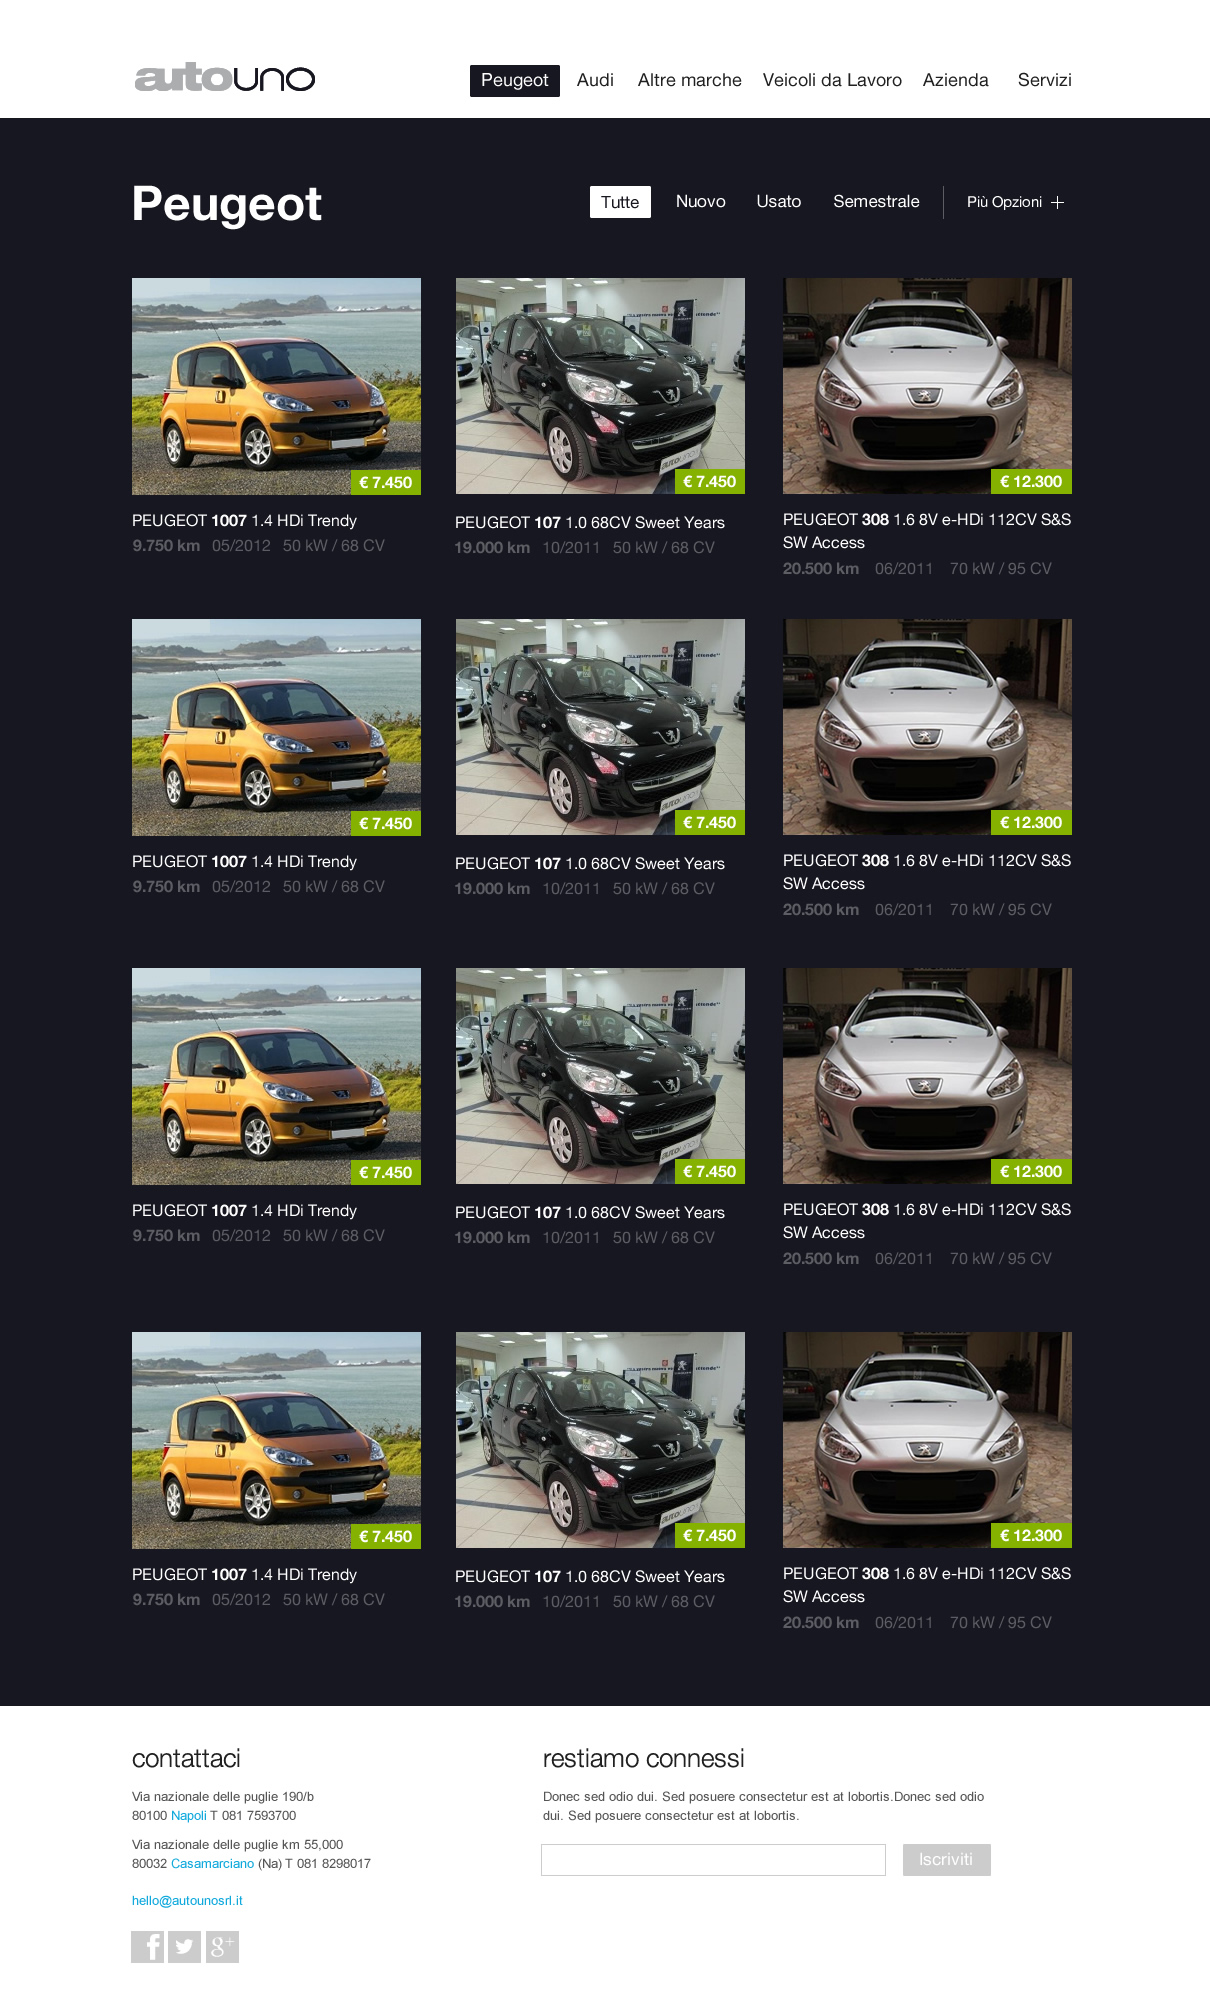 autouno
Peugeot Audi Altre marche Veicoli da Lavoro Azienda Servizi
Peugeot
Tutte Nuovo Usato Semestrale Più Opzioni
€ 7.450 € 7.450 € 12.300
PEUGEOT 1007 1.4 HDi Trendy
9.750 km 05/2012 50 kW / 68 CV
PEUGEOT 107 1.0 68CV Sweet Years
19.000 km 10/2011 50 kW / 68 CV
PEUGEOT 308 1.6 8V e-HDi 112CV S&S
SW Access
20.500 km 06/2011 70 kW / 95 CV
€ 7.450 € 7.450 € 12.300
PEUGEOT 1007 1.4 HDi Trendy
9.750 km 05/2012 50 kW / 68 CV
PEUGEOT 107 1.0 68CV Sweet Years
19.000 km 10/2011 50 kW / 68 CV
PEUGEOT 308 1.6 8V e-HDi 112CV S&S
SW Access
20.500 km 06/2011 70 kW / 95 CV
€ 7.450 € 7.450 € 12.300
PEUGEOT 1007 1.4 HDi Trendy
9.750 km 05/2012 50 kW / 68 CV
PEUGEOT 107 1.0 68CV Sweet Years
19.000 km 10/2011 50 kW / 68 CV
PEUGEOT 308 1.6 8V e-HDi 112CV S&S
SW Access
20.500 km 06/2011 70 kW / 95 CV
€ 7.450 € 7.450 € 12.300
PEUGEOT 1007 1.4 HDi Trendy
9.750 km 05/2012 50 kW / 68 CV
PEUGEOT 107 1.0 68CV Sweet Years
19.000 km 10/2011 50 kW / 68 CV
PEUGEOT 308 1.6 8V e-HDi 112CV S&S
SW Access
20.500 km 06/2011 70 kW / 95 CV
contattaci
Via nazionale delle puglie 190/b
80100 Napoli T 081 7593700
Via nazionale delle puglie km 55,000
80032 Casamarciano (Na) T 081 8298017
hello@autounosrl.it
restiamo connessi
Donec sed odio dui. Sed posuere consectetur est at lobortis.Donec sed odio
dui. Sed posuere consectetur est at lobortis.
Iscriviti